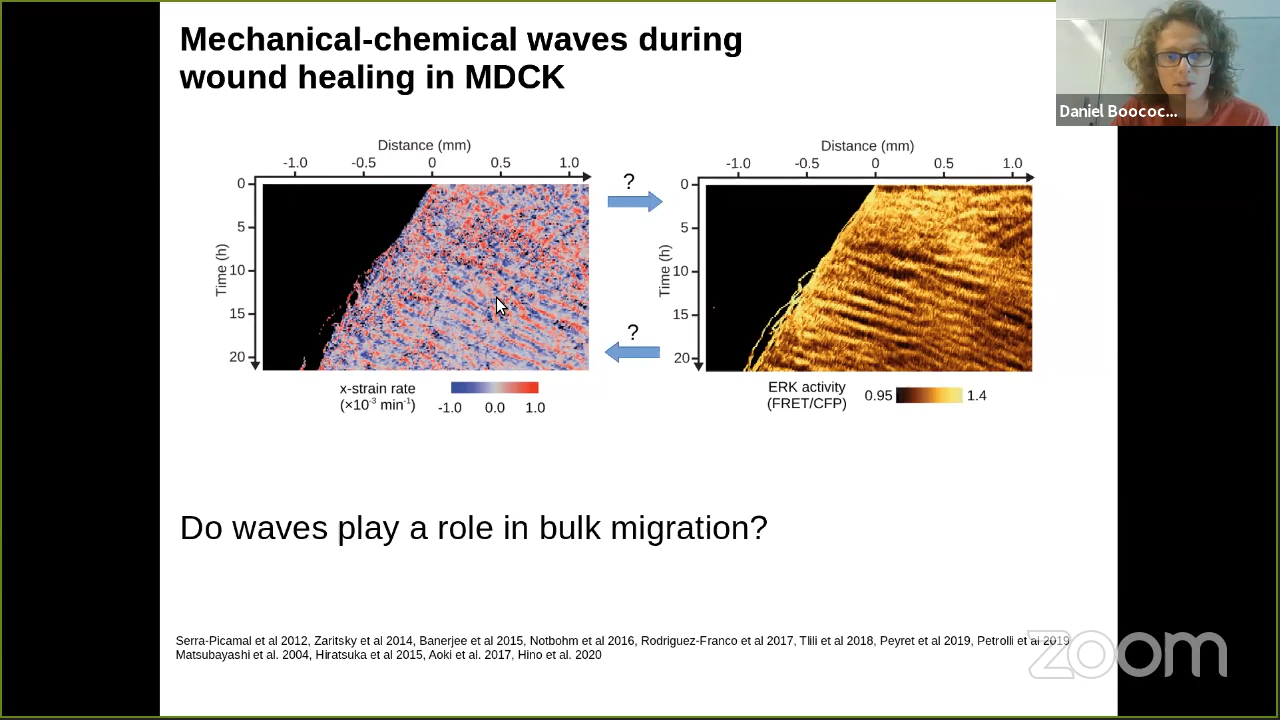 Mechanical-chemical waves during
wound healing in MDCK
Daniel Boococ...
Distance (mm)
-1.0 -0.5 0 0.5 1.0
Time (h)
0
5
10
15
20
x-strain rate
(×10⁻³ min⁻¹)
-1.0 0.0 1.0
?
?
Distance (mm)
-1.0 -0.5 0 0.5 1.0
Time (h)
0
5
10
15
20
ERK activity
(FRET/CFP)
0.95 1.4
Do waves play a role in bulk migration?
Serra-Picamal et al 2012, Zaritsky et al 2014, Banerjee et al 2015, Notbohm et al 2016, Rodriguez-Franco et al 2017, Tlili et al 2018, Peyret et al 2019, Petrolli et al 2019
Matsubayashi et al. 2004, Hiratsuka et al 2015, Aoki et al. 2017, Hino et al. 2020
zoom